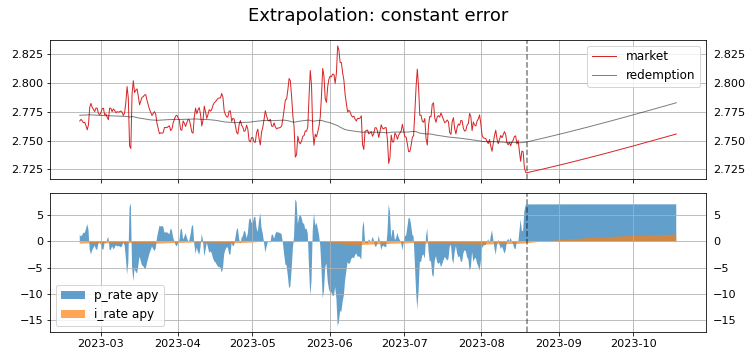 Extrapolation: constant error
2.825 2.825
market
redemption
2.800 2.800
2.775 2.775
2.750 2.750
2.725 2.725
5 5
0 0
−5 −5
−10 −10
−15 −15
p_rate apy
i_rate apy
2023-03 2023-04 2023-05 2023-06 2023-07 2023-08 2023-09 2023-10